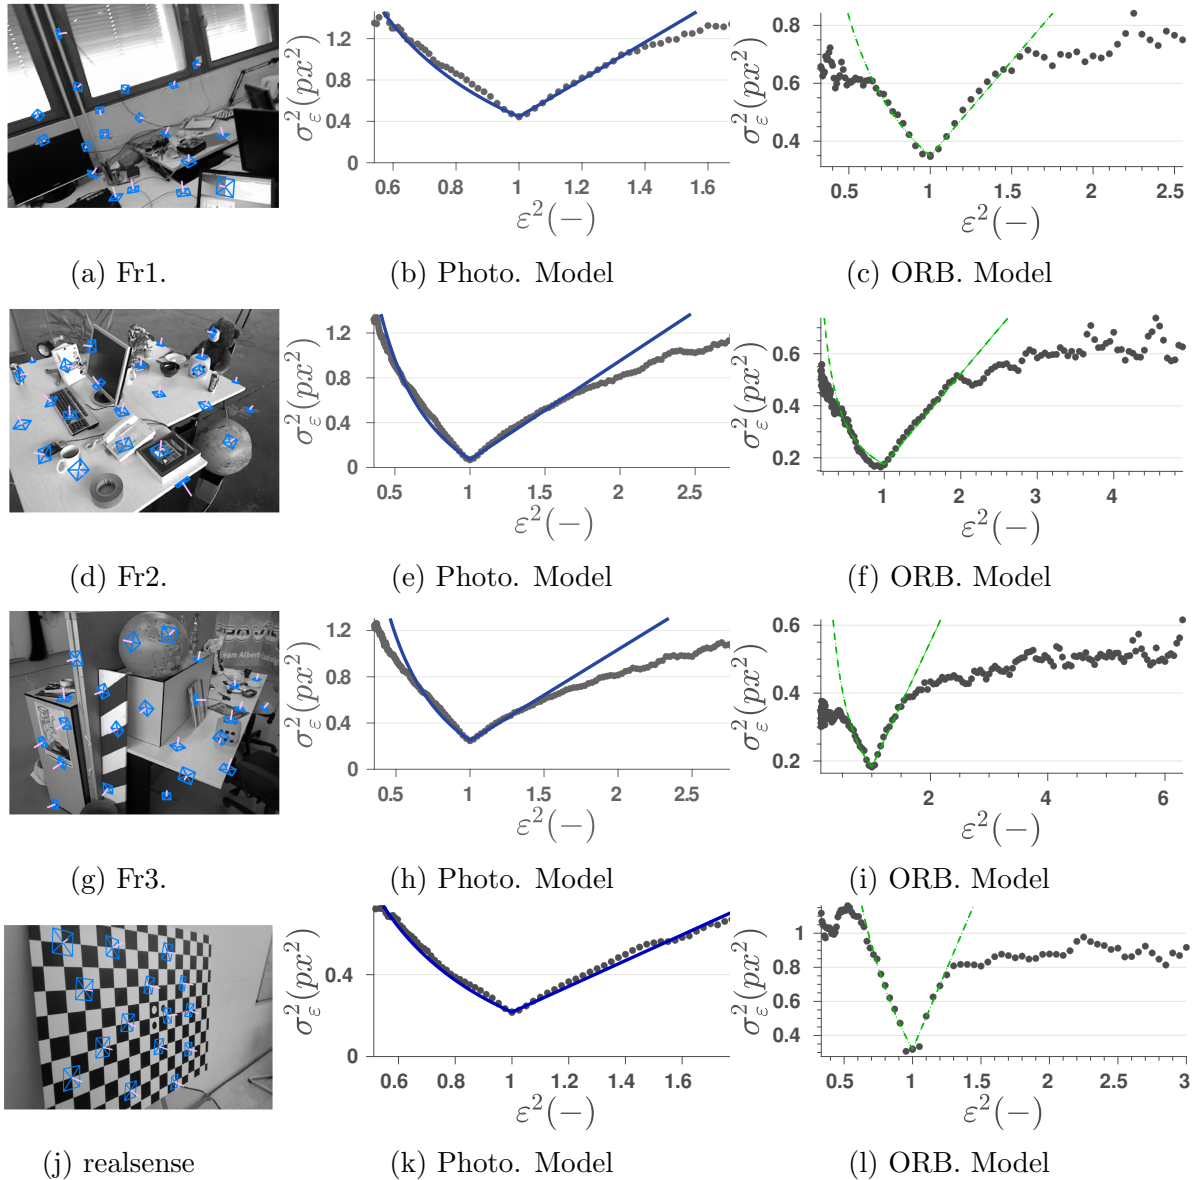 1.2
0.8
0.4
0
0.6 0.8 1 1.2 1.4 1.6
σ²ε(px²)
ε²(−)
0.8
0.6
0.4
0.5 1 1.5 2 2.5
σ²ε(px²)
ε²(−)
(a) Fr1.
(b) Photo. Model
(c) ORB. Model
1.2
0.8
0.4
0
0.5 1 1.5 2 2.5
σ²ε(px²)
ε²(−)
0.6
0.4
0.2
1 2 3 4
σ²ε(px²)
ε²(−)
(d) Fr2.
(e) Photo. Model
(f) ORB. Model
1.2
0.8
0.4
0
0.5 1 1.5 2 2.5
σ²ε(px²)
ε²(−)
0.6
0.4
0.2
2 4 6
σ²ε(px²)
ε²(−)
(g) Fr3.
(h) Photo. Model
(i) ORB. Model
0.4
0
0.6 0.8 1 1.2 1.4 1.6
σ²ε(px²)
ε²(−)
1
0.8
0.6
0.4
0.5 1 1.5 2 2.5 3
σ²ε(px²)
ε²(−)
(j) realsense
(k) Photo. Model
(l) ORB. Model